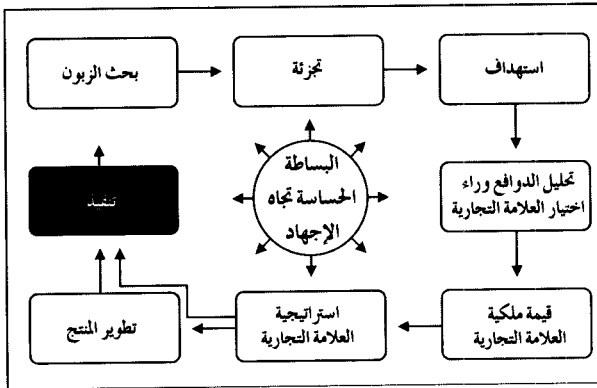 استهداف
تجزئة
بحث الزبون
البساطة
الحساسة تجاه
الإجهاد
تحليل الدوافع وراء
اختيار العلامة التجارية
تنفيذ
قيمة ملكية
العلامة التجارية
استراتيجية
العلامة التجارية
تطوير المنتج